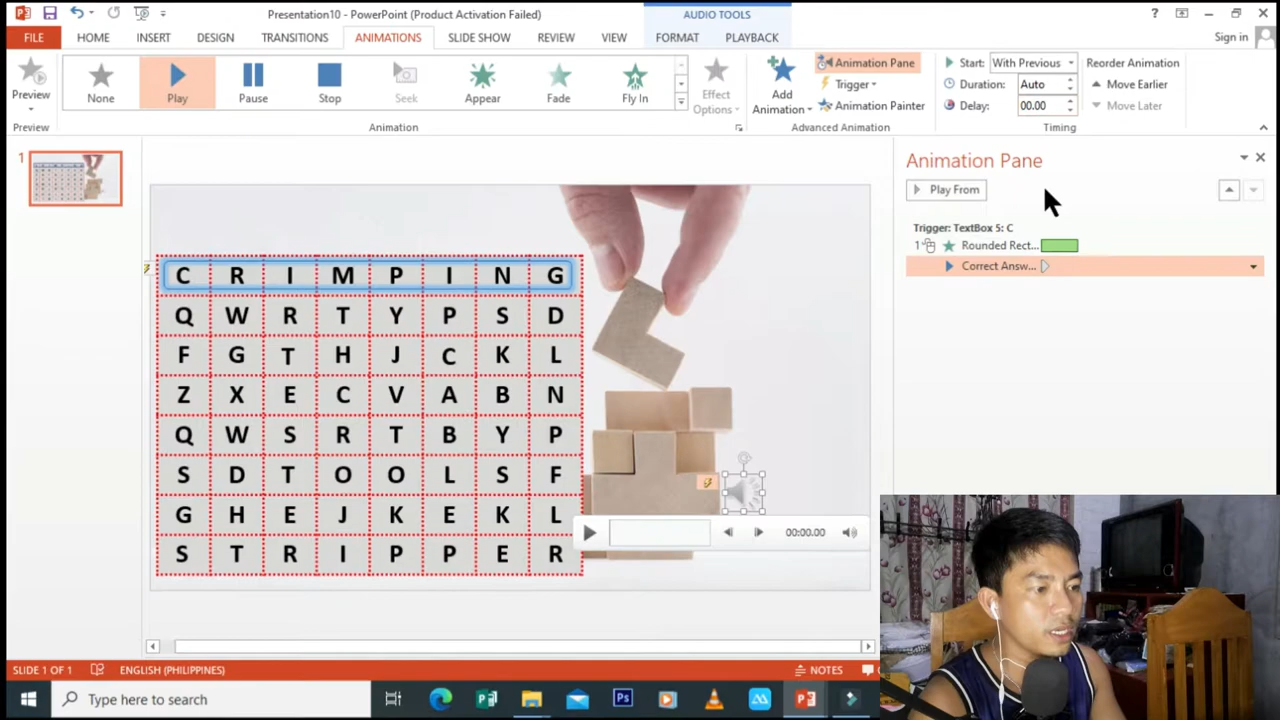 Presentation10 - PowerPoint (Product Activation Failed)
AUDIO TOOLS
?
FILE HOME INSERT DESIGN TRANSITIONS ANIMATIONS SLIDE SHOW REVIEW VIEW FORMAT PLAYBACK Sign in
Preview
None Play Pause Stop Seek Appear Fade Fly In
Effect Options
Add Animation
Animation Pane
Trigger
Animation Painter
Start: With Previous
Duration: Auto
Delay: 00.00
Reorder Animation
Move Earlier
Move Later
Preview Animation Advanced Animation Timing
1
Animation Pane
Play From
Trigger: TextBox 5: C
1 Rounded Rect...
Correct Answ...
C R I M P I N G
Q W R T Y P S D
F G T H J C K L
Z X E C V A B N
Q W S R T B Y P
S D T O O L S F
G H E J K E K L
S T R I P P E R
00:00.00
SLIDE 1 OF 1 ENGLISH (PHILIPPINES) NOTES
Type here to search
Ps